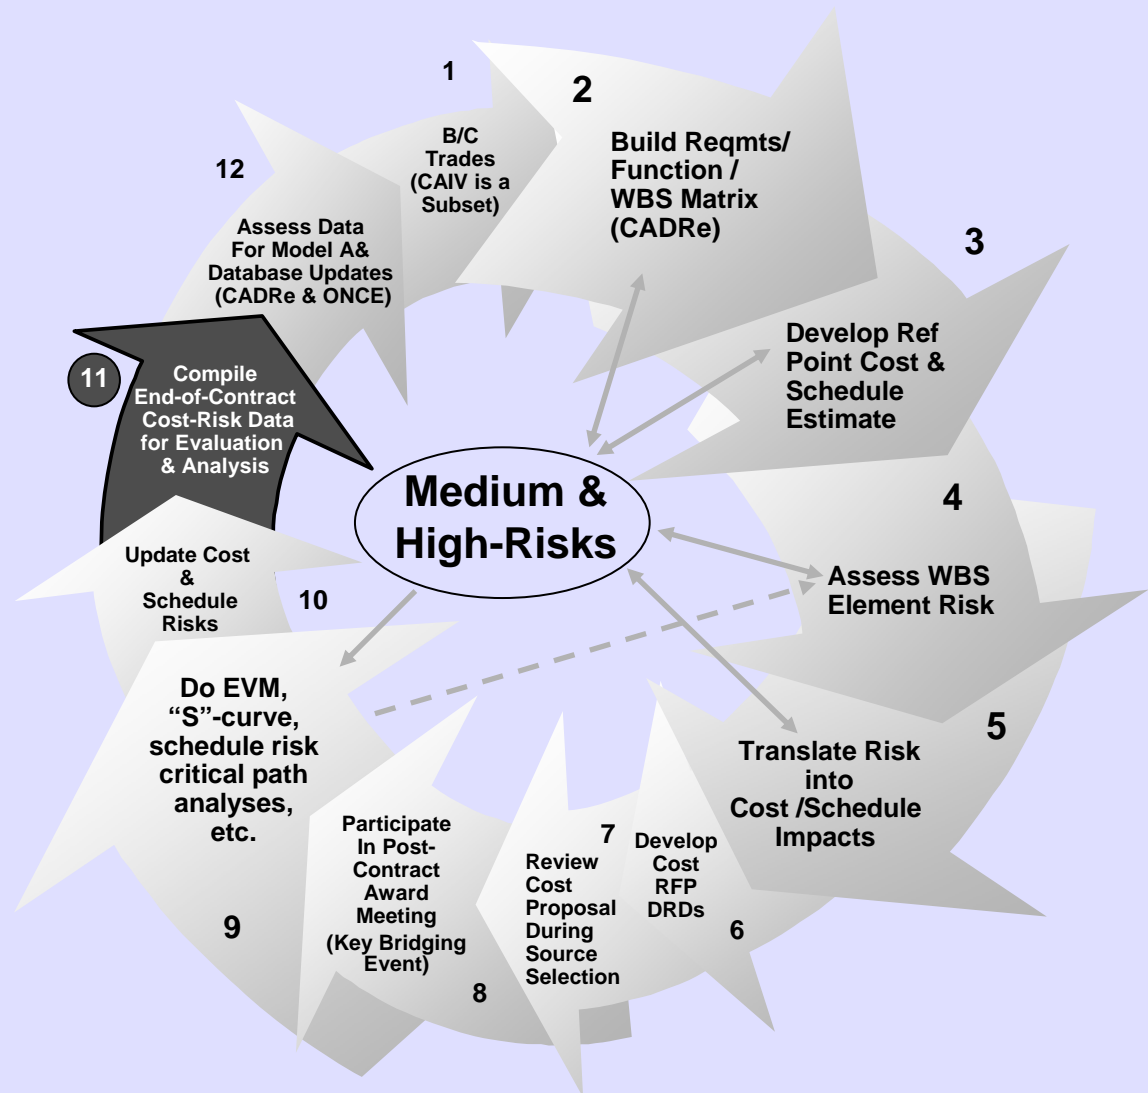 1
B/C
Trades
(CAIV is a
Subset)
2
Build Reqmts/
Function /
WBS Matrix
(CADRe)
3
Develop Ref
Point Cost &
Schedule
Estimate
4
Assess WBS
Element Risk
5
Translate Risk
into
Cost /Schedule
Impacts
6
Develop
Cost
RFP
DRDs
7
Review
Cost
Proposal
During
Source
Selection
8
Participate
In Post-
Contract
Award
Meeting
(Key Bridging
Event)
9
Do EVM,
“S”-curve,
schedule risk
critical path
analyses,
etc.
10
Update Cost
&
Schedule
Risks
11
Compile
End-of-Contract
Cost-Risk Data
for Evaluation
& Analysis
12
Assess Data
For Model A&
Database Updates
(CADRe & ONCE)
Medium &
High-Risks